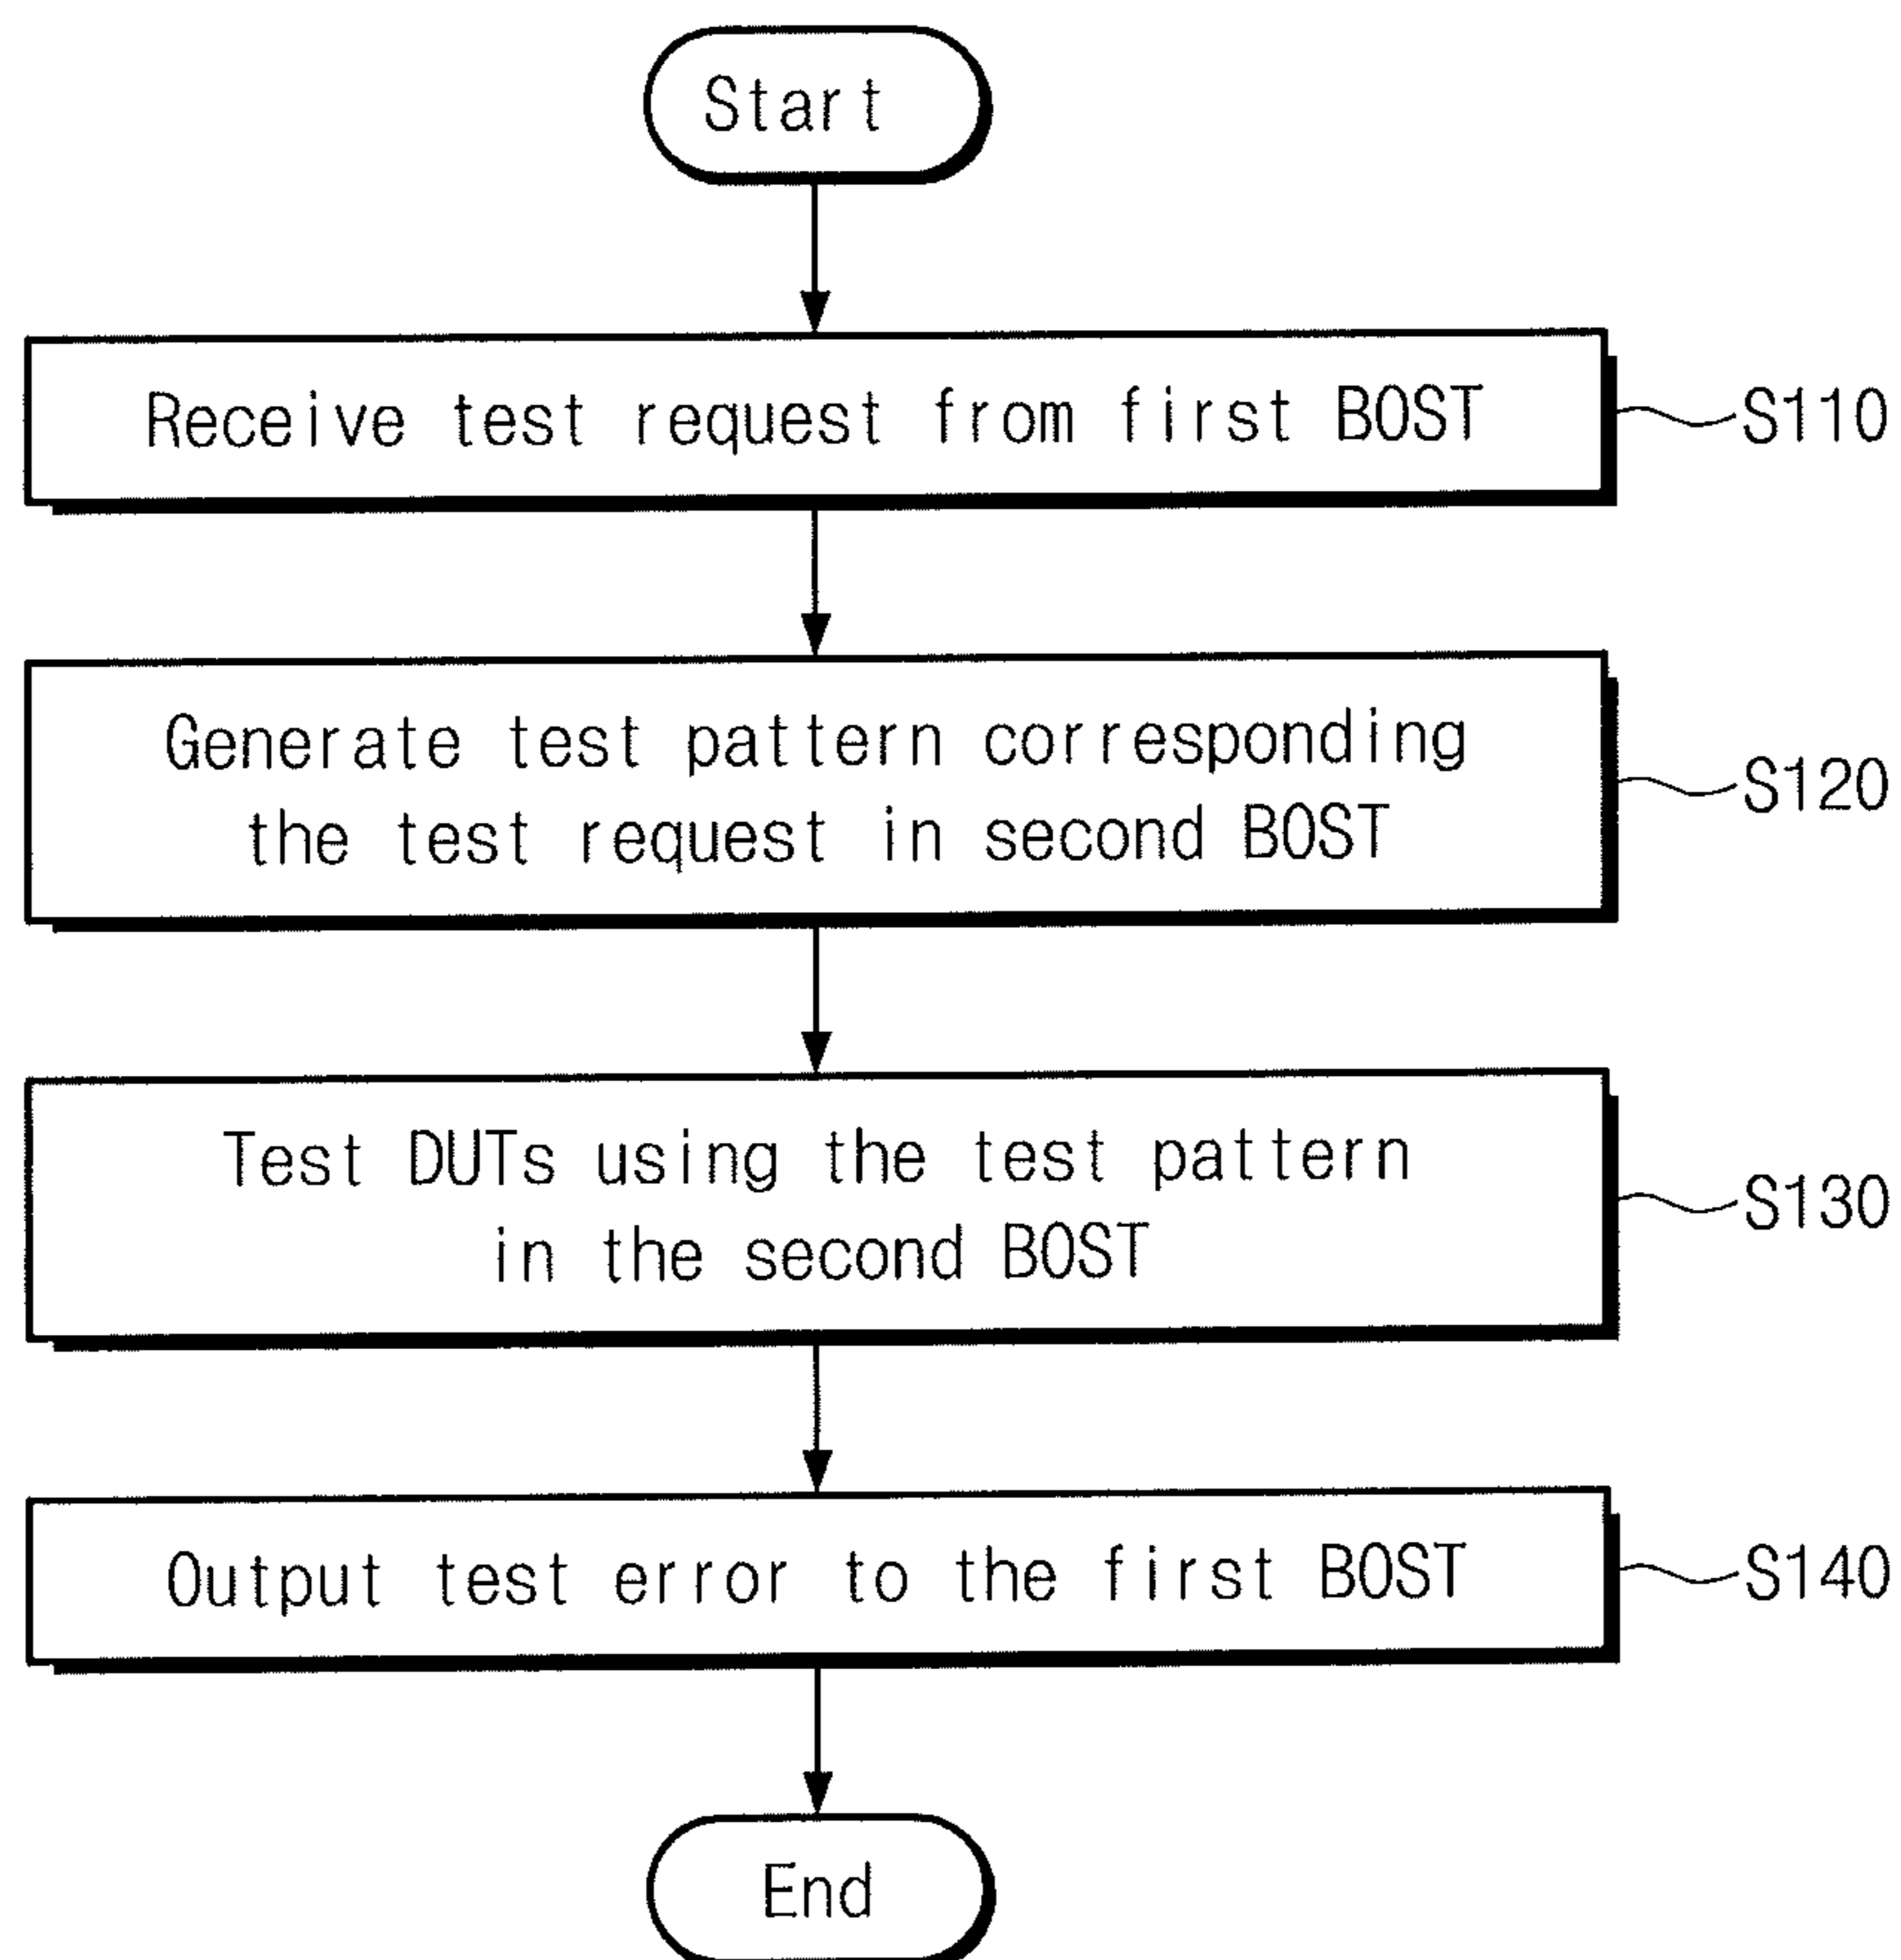 Start
Receive test request from first BOST
S110
Generate test pattern corresponding
the test request in second BOST
S120
Test DUTs using the test pattern
in the second BOST
S130
Output test error to the first BOST
S140
End